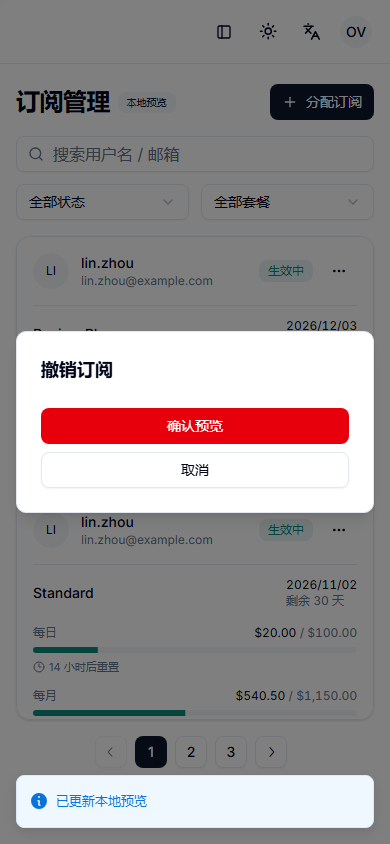 OV
订阅管理
本地预览
分配订阅
搜索用户名 / 邮箱
全部状态
全部套餐
LI
lin.zhou
lin.zhou@example.com
生效中
2026/12/03
撤销订阅
确认预览
取消
LI
lin.zhou
lin.zhou@example.com
生效中
Standard
2026/11/02
剩余 30 天
每日
$20.00 / $100.00
14 小时后重置
每月
$540.50 / $1,150.00
1
2
3
已更新本地预览